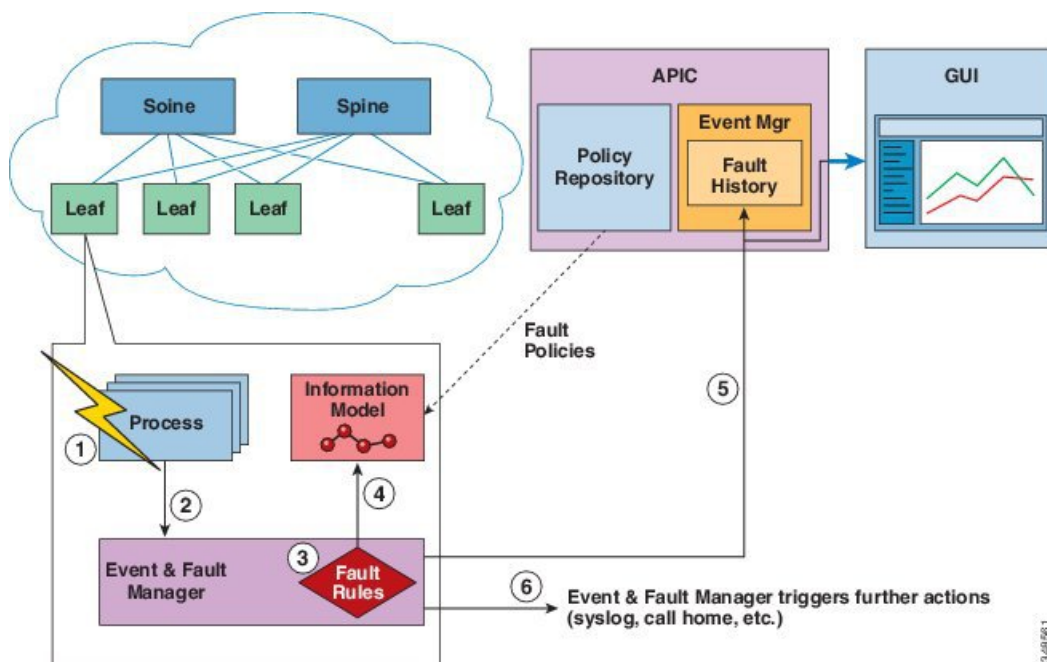 Soine
Spine
Leaf
Leaf
Leaf
Leaf
APIC
Policy
Repository
Event Mgr
Fault
History
GUI
Fault
Policies
1
Process
Information
Model
2
4
5
3
Event & Fault
Manager
Fault
Rules
6
Event & Fault Manager triggers further actions
(syslog, call home, etc.)
348561